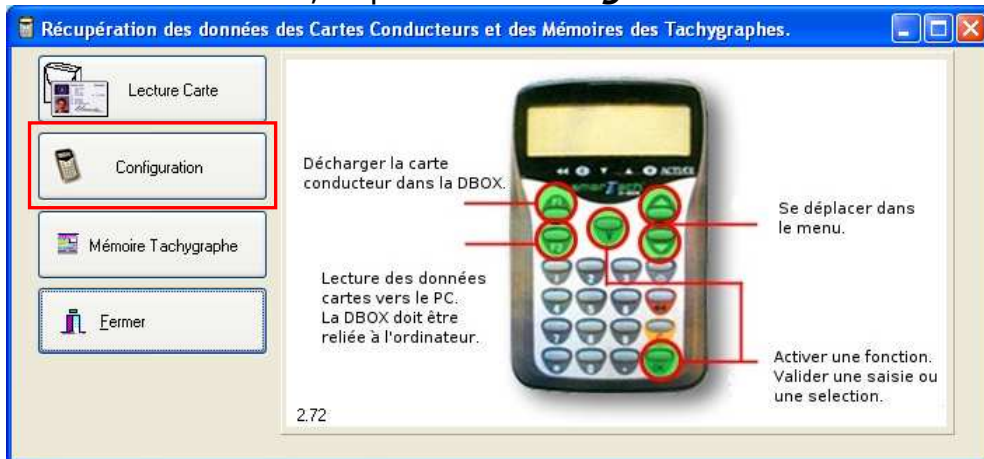 Récupération des données des Cartes Conducteurs et des Mémoires des Tachygraphes.
Lecture Carte
Configuration
Mémoire Tachygraphe
Fermer
Décharger la carte
conducteur dans la DBOX.
Lecture des données
cartes vers le PC.
La DBOX doit être
reliée à l'ordinateur.
Se déplacer dans
le menu.
Activer une fonction.
Valider une saisie ou
une selection.
2.72